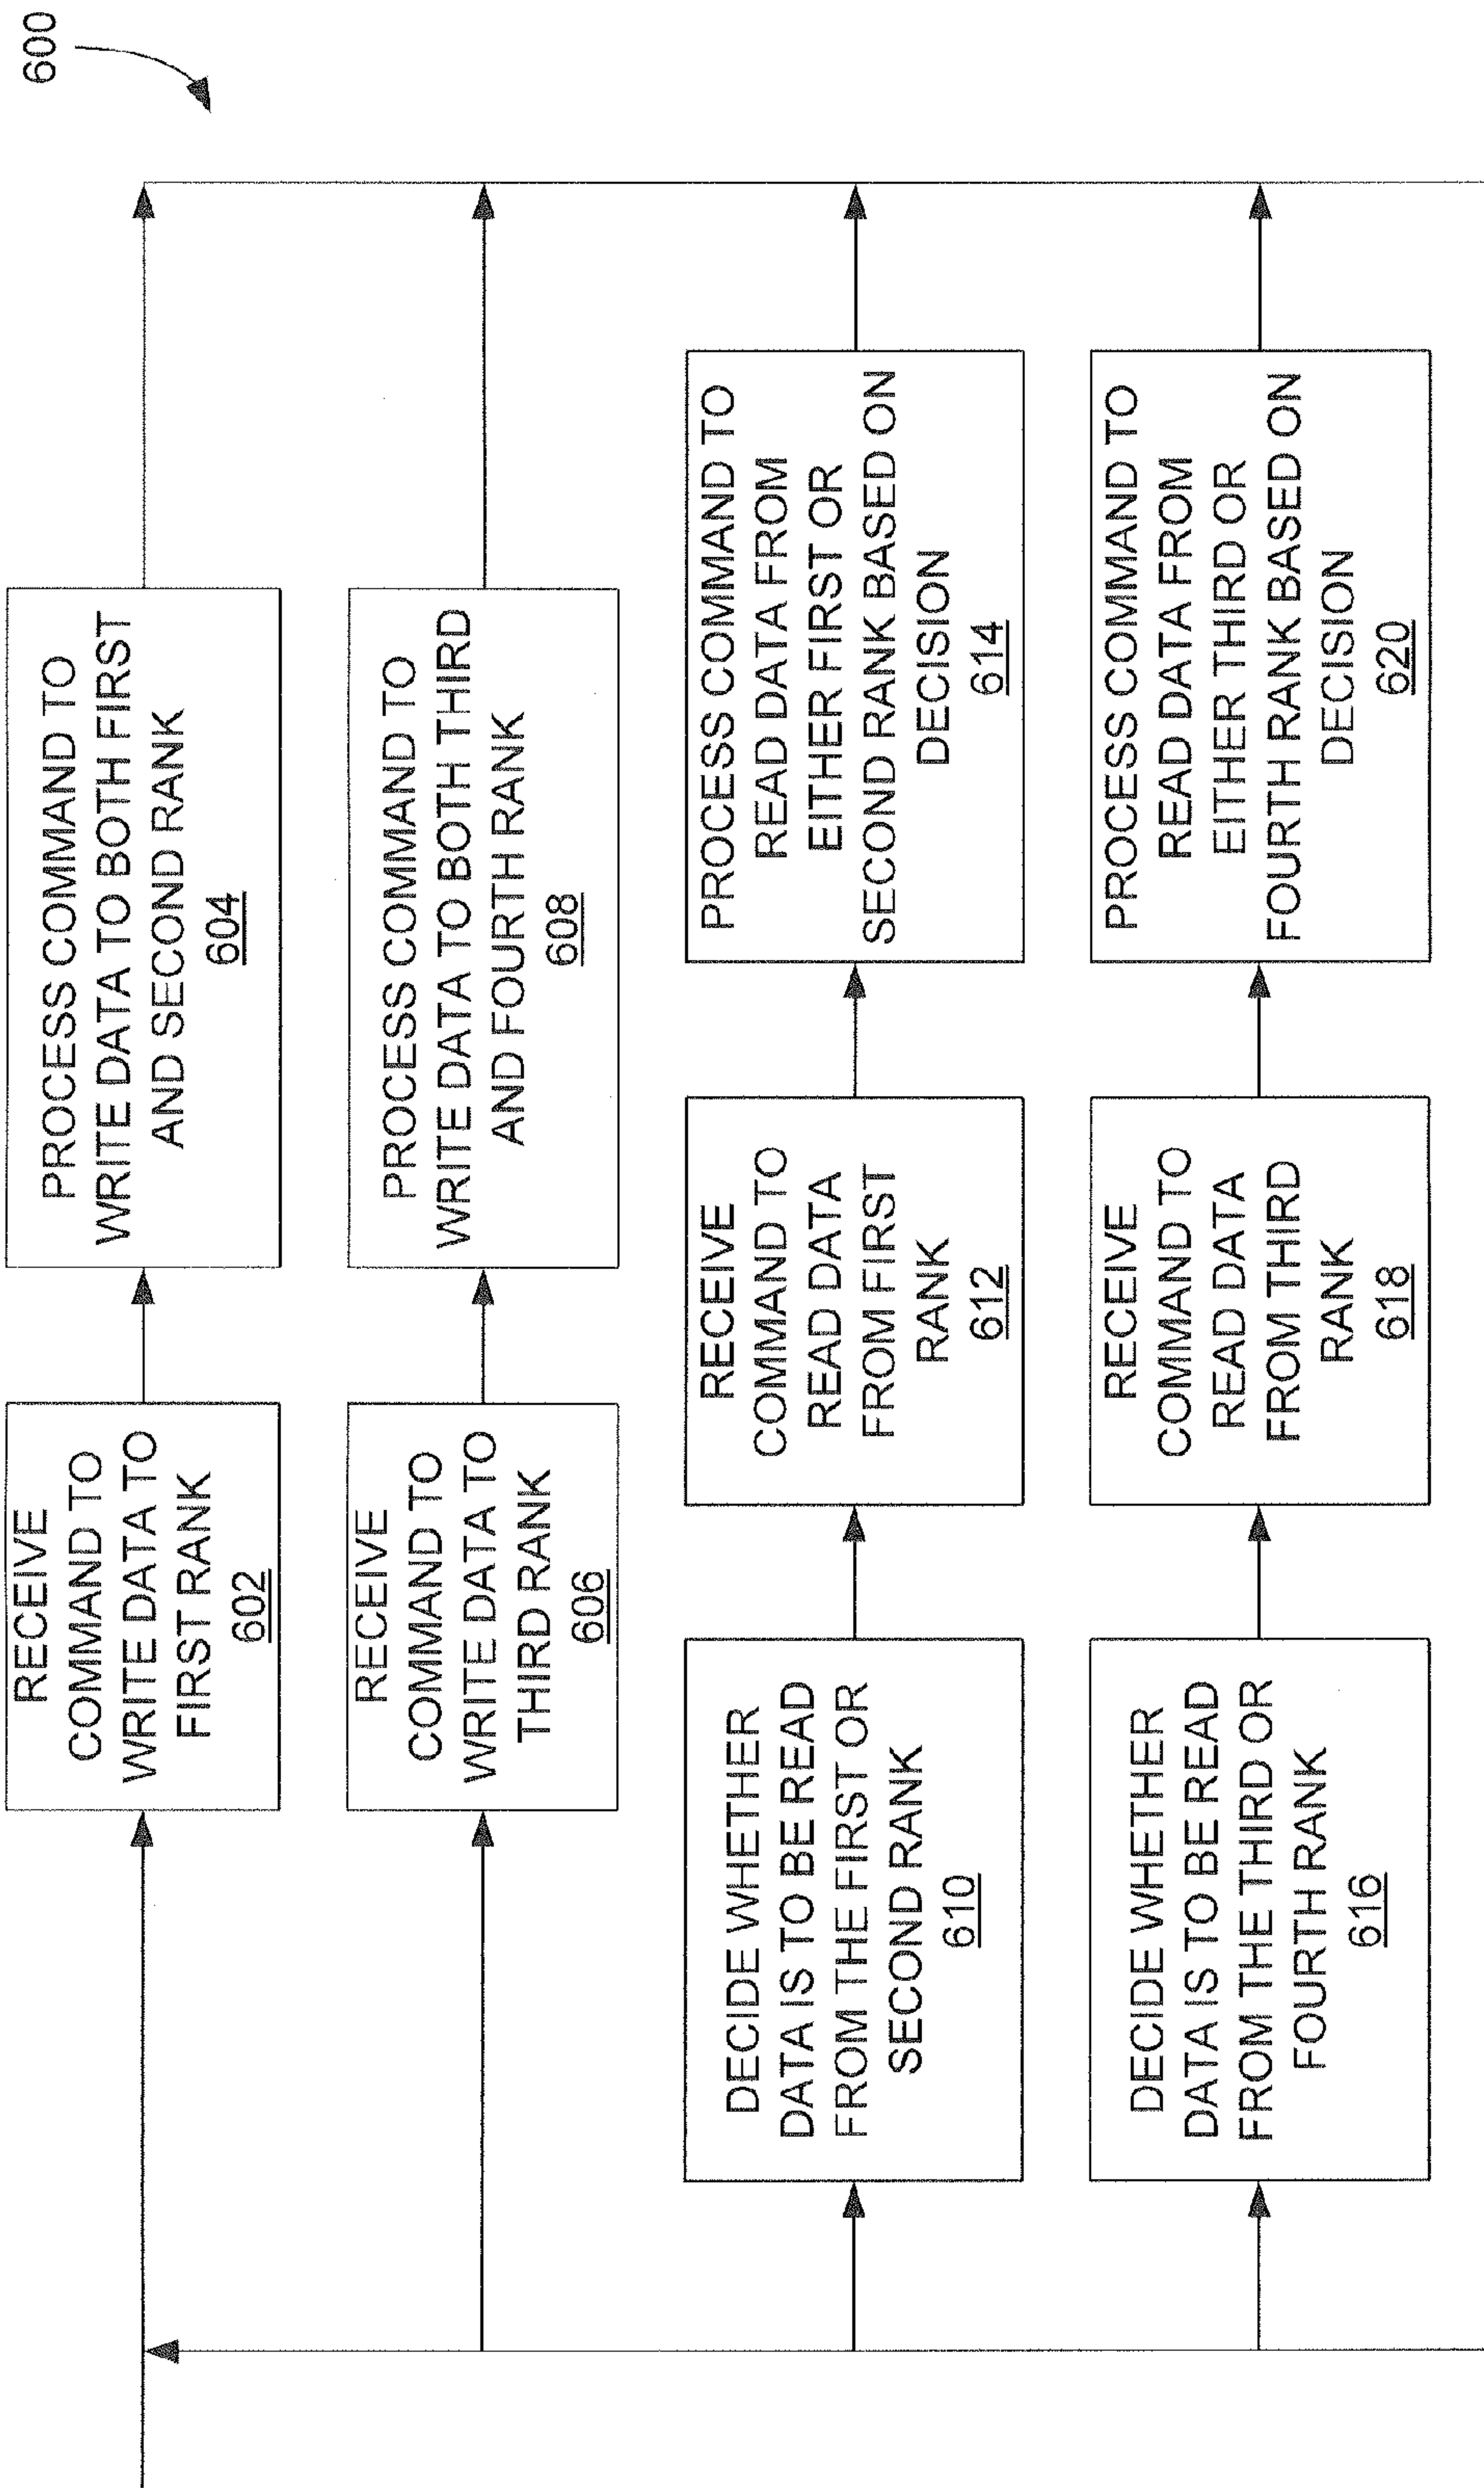 600
RECEIVE
COMMAND TO
WRITE DATA TO
FIRST RANK
602
PROCESS COMMAND TO
WRITE DATA TO BOTH FIRST
AND SECOND RANK
604
RECEIVE
COMMAND TO
WRITE DATA TO
THIRD RANK
606
PROCESS COMMAND TO
WRITE DATA TO BOTH THIRD
AND FOURTH RANK
608
DECIDE WHETHER
DATA IS TO BE READ
FROM THE FIRST OR
SECOND RANK
610
RECEIVE
COMMAND TO
READ DATA
FROM FIRST
RANK
612
PROCESS COMMAND TO
READ DATA FROM
EITHER FIRST OR
SECOND RANK BASED ON
DECISION
614
DECIDE WHETHER
DATA IS TO BE READ
FROM THE THIRD OR
FOURTH RANK
616
RECEIVE
COMMAND TO
READ DATA
FROM THIRD
RANK
618
PROCESS COMMAND TO
READ DATA FROM
EITHER THIRD OR
FOURTH RANK BASED ON
DECISION
620